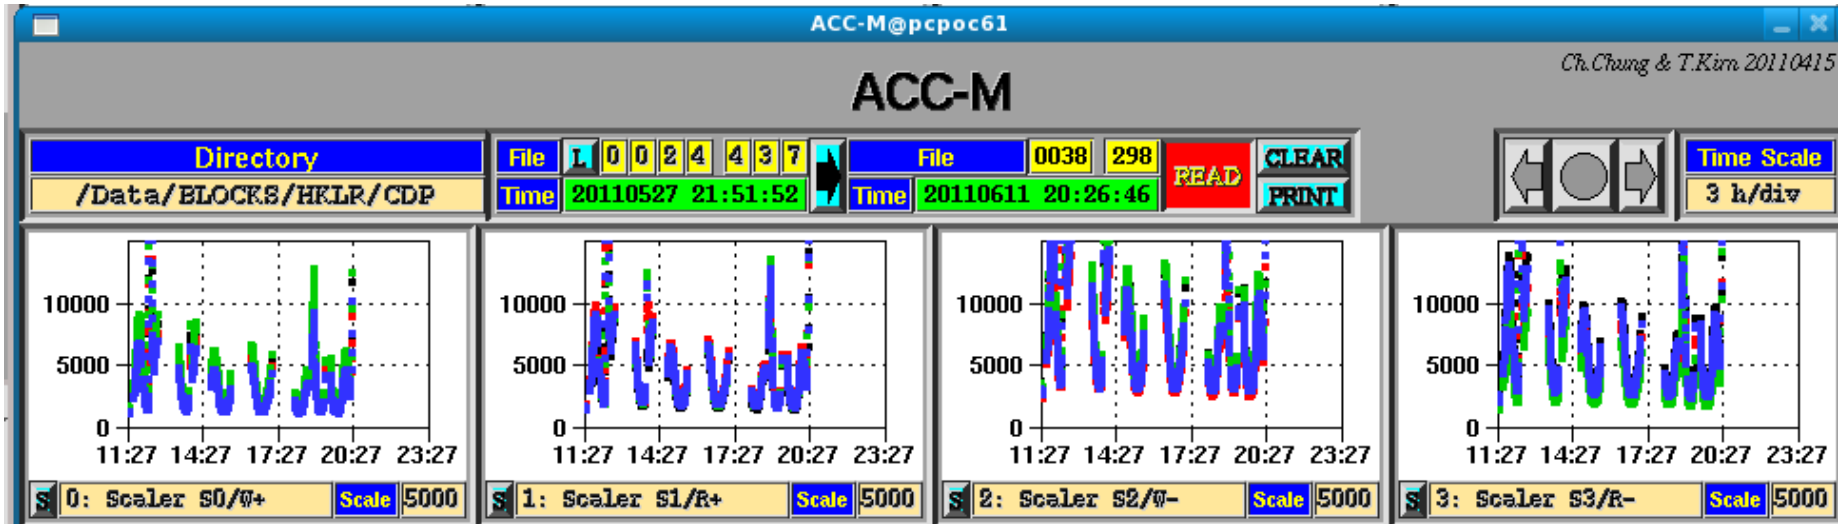 ACC-M@pcpoc61
Ch.Chung & T.Kim 20110415
ACC-M
Directory
/Data/BLOCKS/HKLR/CDP
File L 0 0 2 4 4 3 7
Time 20110527 21:51:52
File 0038 298
Time 20110611 20:26:46
READ
CLEAR
PRINT
Time Scale
3 h/div
10000
5000
0
11:27 14:27 17:27 20:27 23:27
S 0: Scaler S0/W+ Scale 5000
10000
5000
0
11:27 14:27 17:27 20:27 23:27
S 1: Scaler S1/R+ Scale 5000
10000
5000
0
11:27 14:27 17:27 20:27 23:27
S 2: Scaler S2/W- Scale 5000
10000
5000
0
11:27 14:27 17:27 20:27 23:27
S 3: Scaler S3/R- Scale 5000